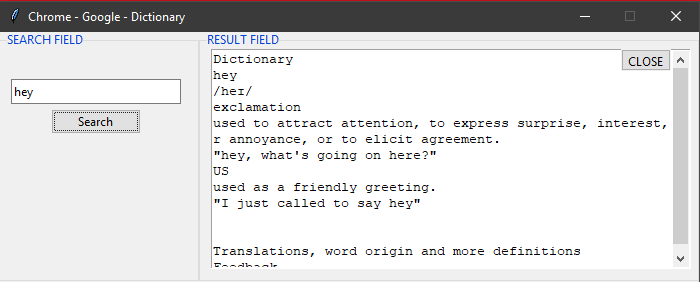 Chrome - Google - Dictionary
SEARCH FIELD
hey
Search
RESULT FIELD
CLOSE
Dictionary
hey
/heɪ/
exclamation
used to attract attention, to express surprise, interest,
r annoyance, or to elicit agreement.
"hey, what's going on here?"
US
used as a friendly greeting.
"I just called to say hey"
Translations, word origin and more definitions
Feedback